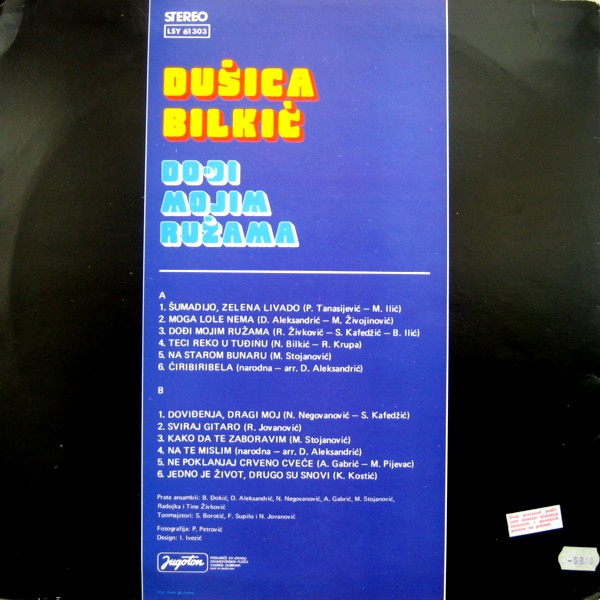 STEREO
LSY 61303
DUŠICA
BILKIĆ
DOĐI
MOJIM
RUŽAMA
A
1. ŠUMADIJO, ZELENA LIVADO (P. Tanasijević — M. Ilić)
2. MOGA LOLE NEMA (D. Aleksandrić — M. Živojinović)
3. DOĐI MOJIM RUŽAMA (R. Živković — S. Kafedžić — B. Ilić)
4. TECI REKO U TUĐINU (N. Bilkić — R. Krupa)
5. NA STAROM BUNARU (M. Stojanović)
6. ĆIRIBIRIBELA (narodna — arr. D. Aleksandrić)
B
1. DOVIĐENJA, DRAGI MOJ (N. Negovanović — S. Kafedžić)
2. SVIRAJ GITARO (R. Jovanović)
3. KAKO DA TE ZABORAVIM (M. Stojanović)
4. NA TE MISLIM (narodna — arr. D. Aleksandrić)
5. NE POKLANJAJ CRVENO CVEĆE (A. Gabrić — M. Pijevac)
6. JEDNO JE ŽIVOT, DRUGO SU SNOVI (K. Kostić)
Prate ansambli: B. Đokić, D. Aleksandrić, N. Negovanović, A. Gabrić, M. Stojanović,
Radojka i Tine Živković
Tonmajstori: S. Borotić, F. Supilo i N. Jovanović
Fotografija: P. Petrović
Design: I. Ivezić
Jugoton